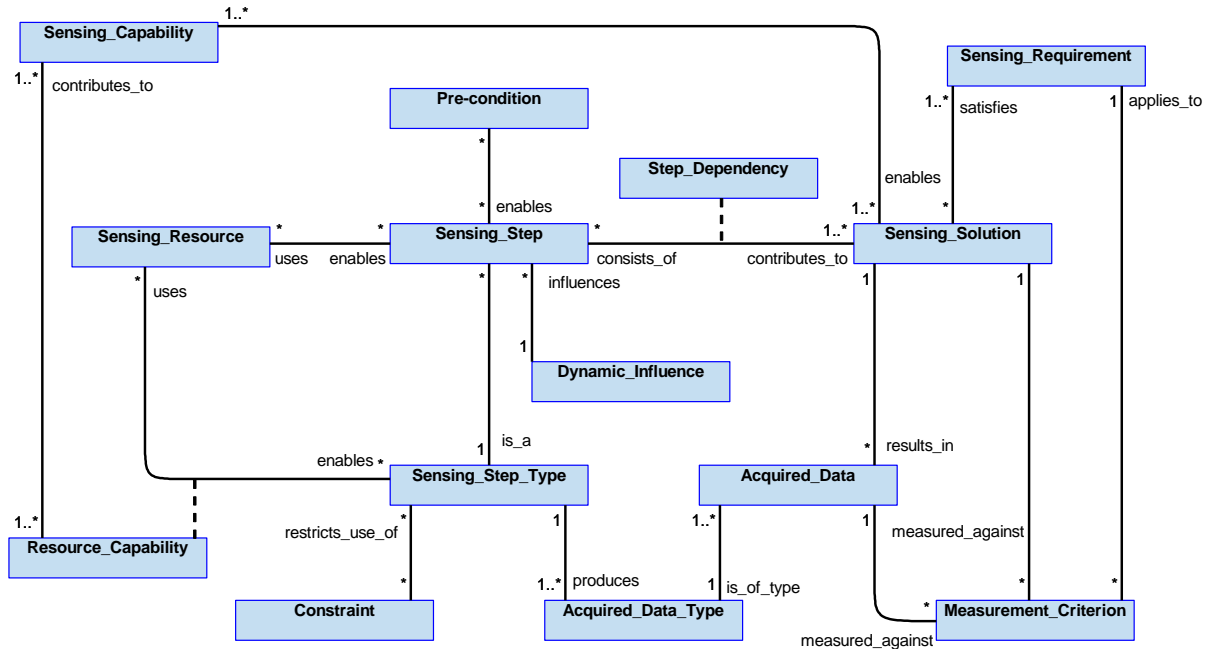 1..*
Sensing_Capability
Sensing_Requirement
1..*
contributes_to
Pre-condition
1..*
satisfies
1
applies_to
*
Step_Dependency
enables
*
enables
1..*
*
Sensing_Resource
*
*
Sensing_Step
*
1..*
Sensing_Solution
uses
enables
consists_of
contributes_to
*
uses
*
*
influences
1
1
1
Dynamic_Influence
1
is_a
*
results_in
enables
*
Sensing_Step_Type
Acquired_Data
1..*
Resource_Capability
*
restricts_use_of
1
1..*
1
measured_against
*
1..*
produces
1
is_of_type
*
*
*
Constraint
Acquired_Data_Type
Measurement_Criterion
measured_against